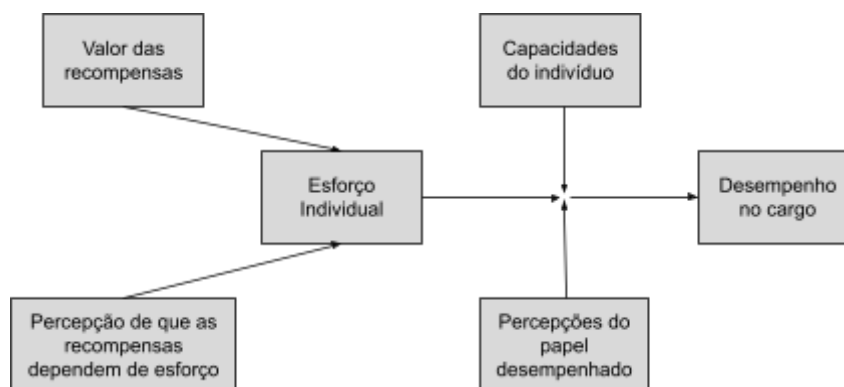 Valor das
recompensas
Capacidades
do indivíduo
Esforço
Individual
Desempenho
no cargo
Percepção de que as
recompensas
dependem de esforço
Percepções do
papel
desempenhado